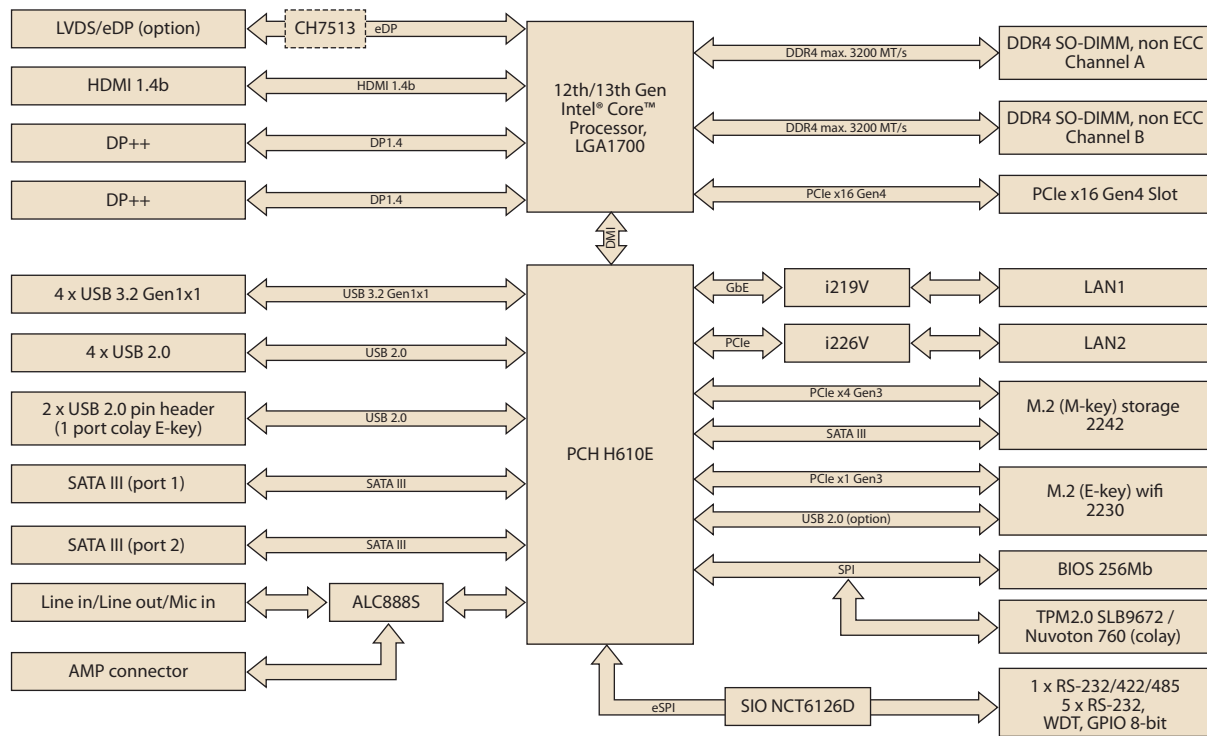 LVDS/eDP (option)
CH7513
eDP
HDMI 1.4b
HDMI 1.4b
DP++
DP1.4
DP++
DP1.4
12th/13th Gen
Intel® Core™
Processor,
LGA1700
DDR4 max. 3200 MT/s
DDR4 SO-DIMM, non ECC
Channel A
DDR4 max. 3200 MT/s
DDR4 SO-DIMM, non ECC
Channel B
PCIe x16 Gen4
PCIe x16 Gen4 Slot
DMI
4 x USB 3.2 Gen1x1
USB 3.2 Gen1x1
4 x USB 2.0
USB 2.0
2 x USB 2.0 pin header
(1 port colay E-key)
USB 2.0
SATA III (port 1)
SATA III
SATA III (port 2)
SATA III
Line in/Line out/Mic in
ALC888S
AMP connector
PCH H610E
GbE
i219V
LAN1
PCIe
i226V
LAN2
PCIe x4 Gen3
SATA III
M.2 (M-key) storage
2242
PCIe x1 Gen3
USB 2.0 (option)
M.2 (E-key) wifi
2230
SPI
BIOS 256Mb
TPM2.0 SLB9672 /
Nuvoton 760 (colay)
eSPI
SIO NCT6126D
1 x RS-232/422/485
5 x RS-232,
WDT, GPIO 8-bit